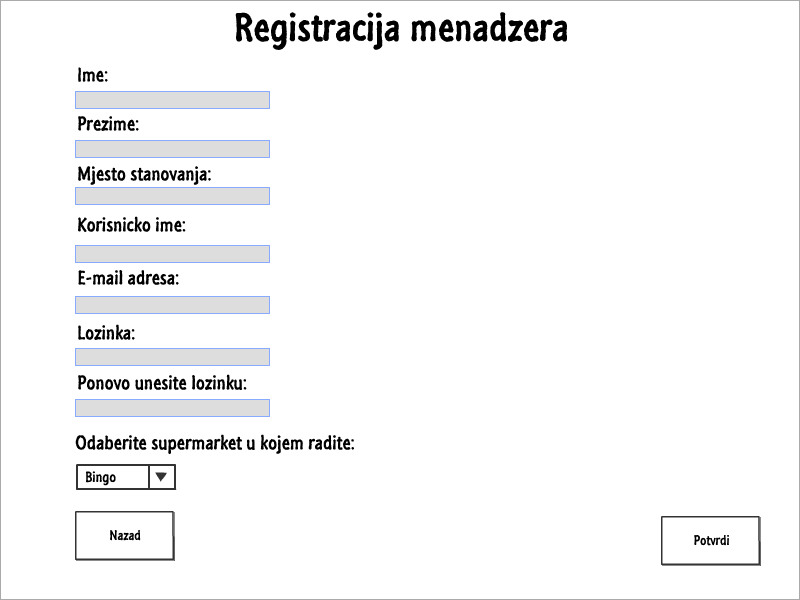 Registracija menadzera
Ime:
Prezime:
Mjesto stanovanja:
Korisnicko ime:
E-mail adresa:
Lozinka:
Ponovo unesite lozinku:
Odaberite supermarket u kojem radite:
Bingo
Nazad
Potvrdi